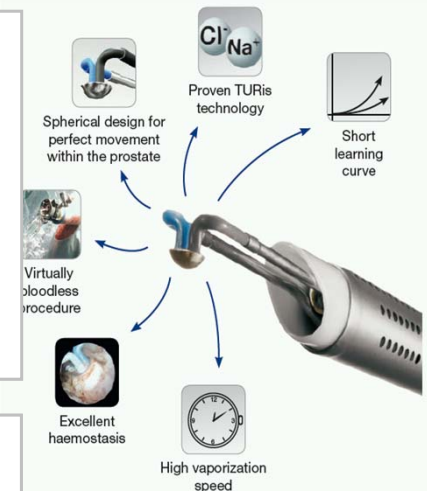 Cl-
Na+
Proven TURis
technology
Spherical design for
perfect movement
within the prostate
Short
learning
curve
Virtually
bloodless
procedure
Excellent
haemostasis
12
High vaporization
speed